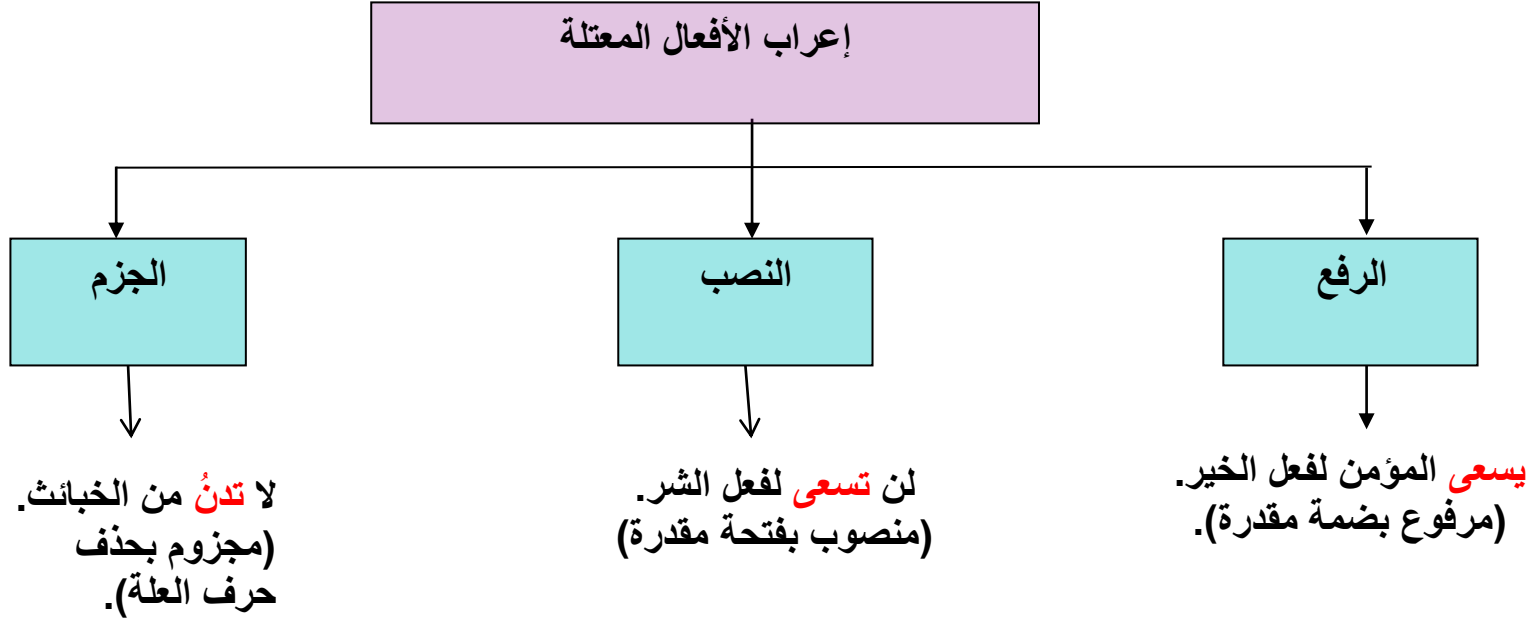 إعراب الأفعال المعتلة
الرفع
النصب
الجزم
يسعى المؤمن لفعل الخير.
(مرفوع بضمة مقدرة).
لن تسعى لفعل الشر.
(منصوب بفتحة مقدرة)
لا تدنُ من الخبائث.
(مجزوم بحذف
حرف العلة).